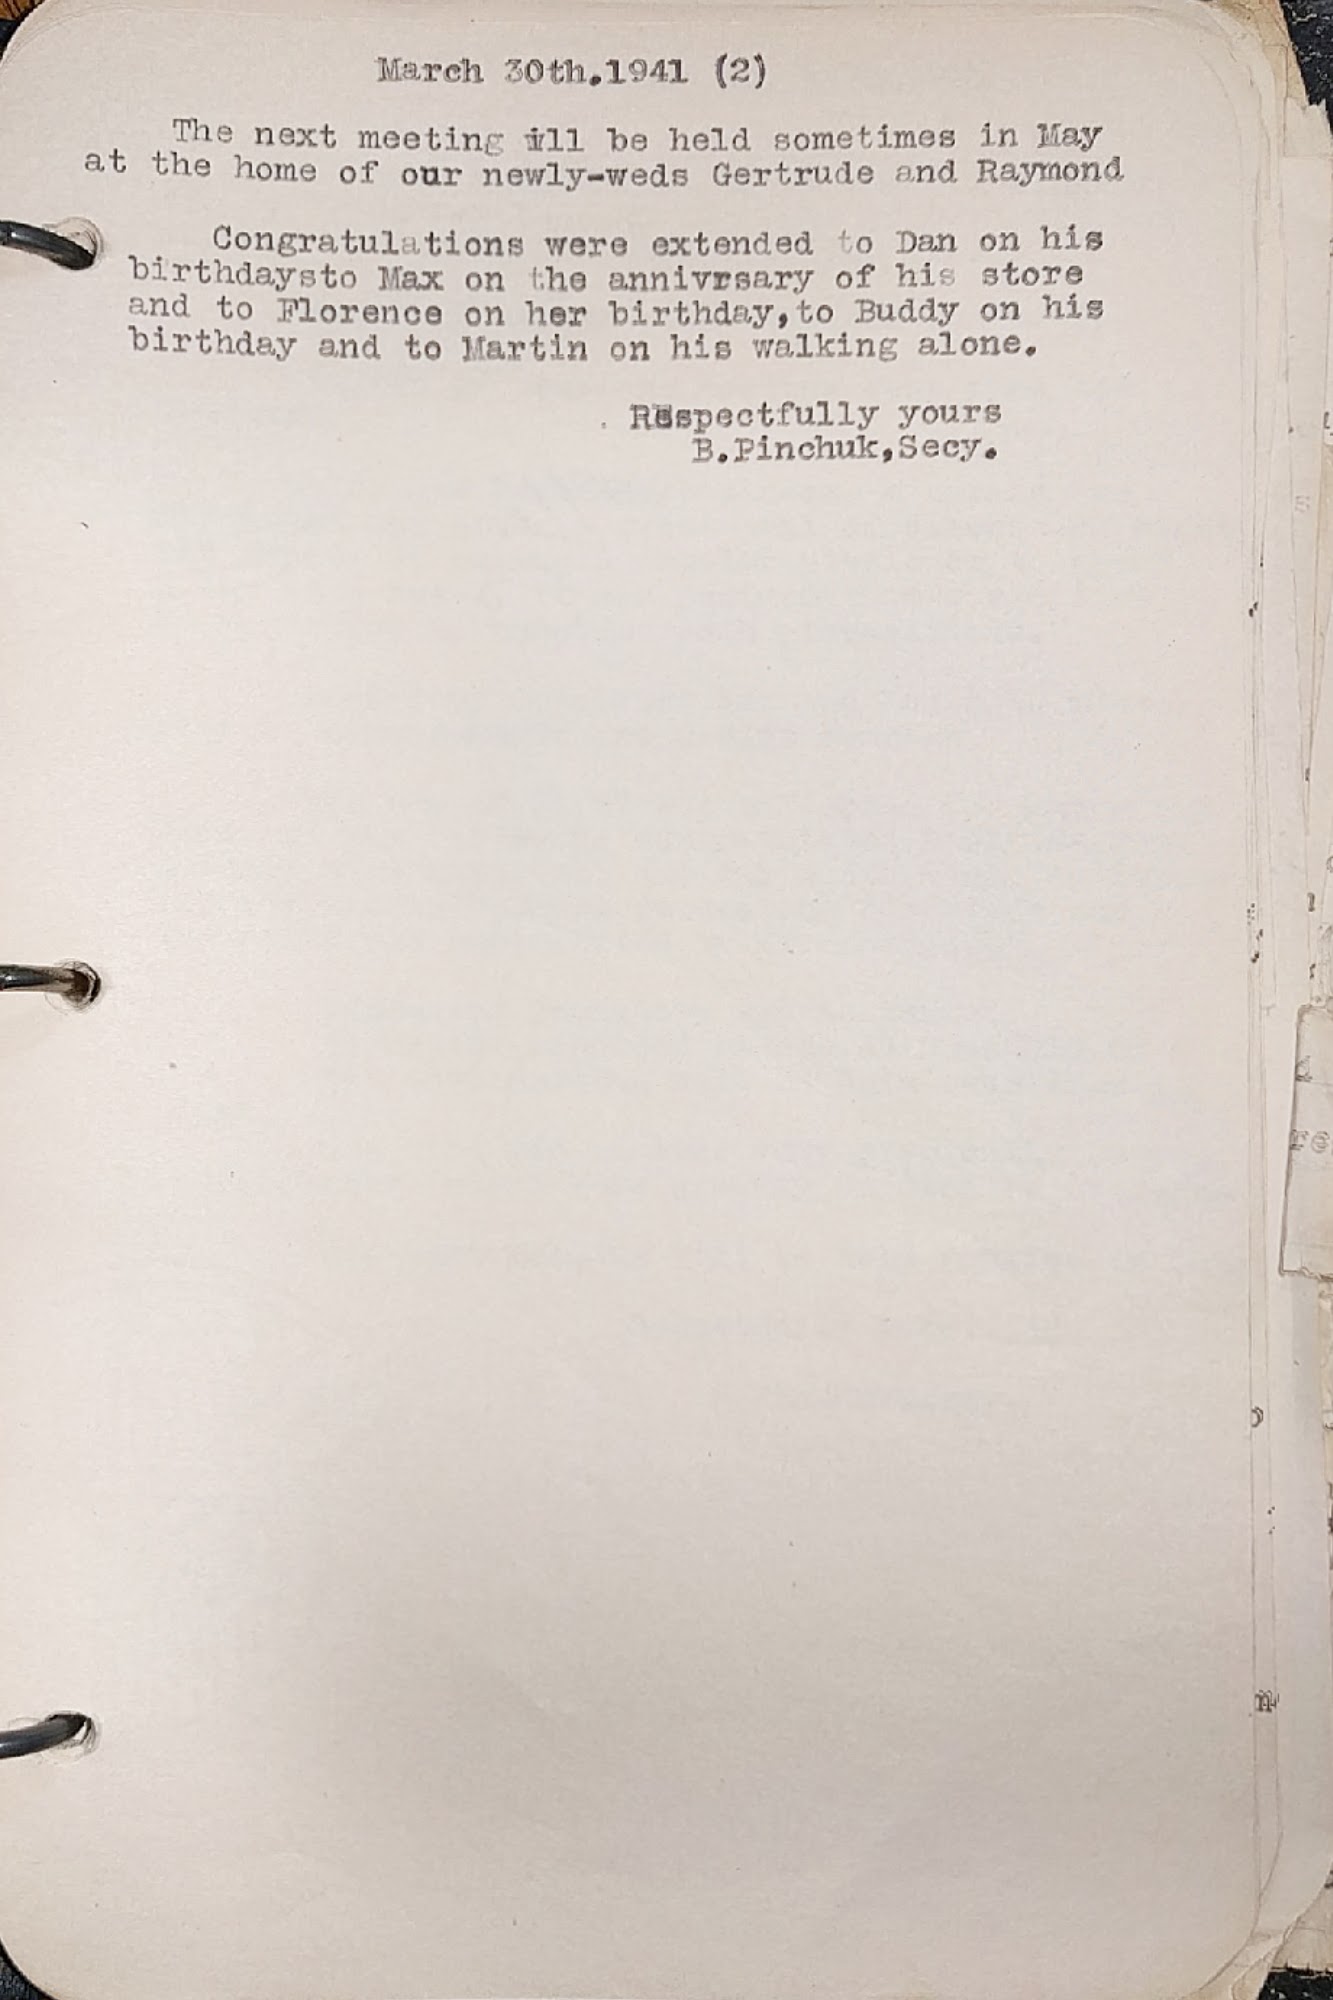 March 30th.1941 (2)
The next meeting ill be held sometimes in May
at the home of our newly-weds Gertrude and Raymond
Congratulations were extended to Dan on his
birthdaysto Max on the annivrsary of his store
and to Florence on her birthday,to Buddy on his
birthday and to Martin on his walking alone.
Respectfully yours
B.Pinchuk,Secy.